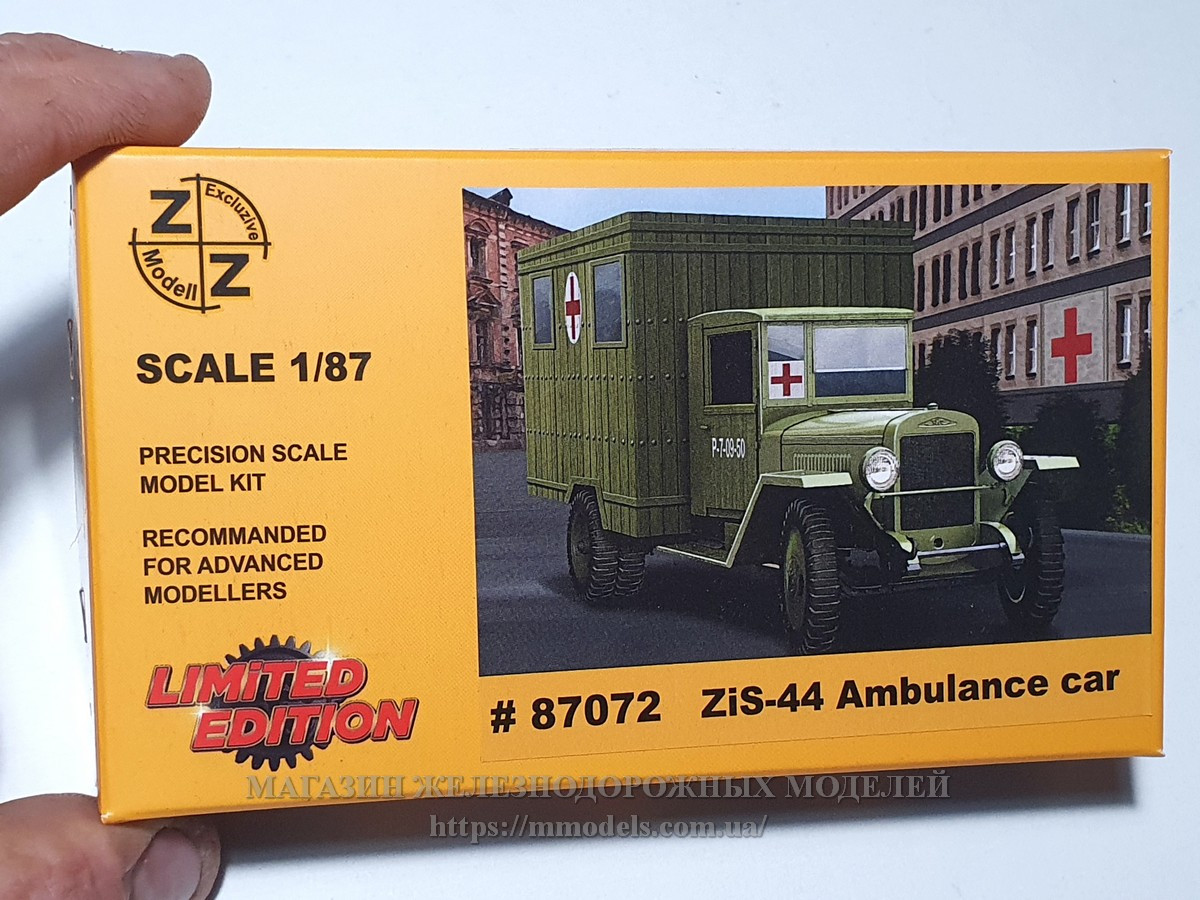 Z Excluzive
Modell Z
SCALE 1/87
PRECISION SCALE
MODEL KIT
RECOMMANDED
FOR ADVANCED
MODELLERS
LIMiTED
EDITION
P-7-09-50
# 87072 ZiS-44 Ambulance car
МАГАЗИН ЖЕЛЕЗНОДОРОЖНЫХ МОДЕЛЕЙ
https://mmodels.com.ua/